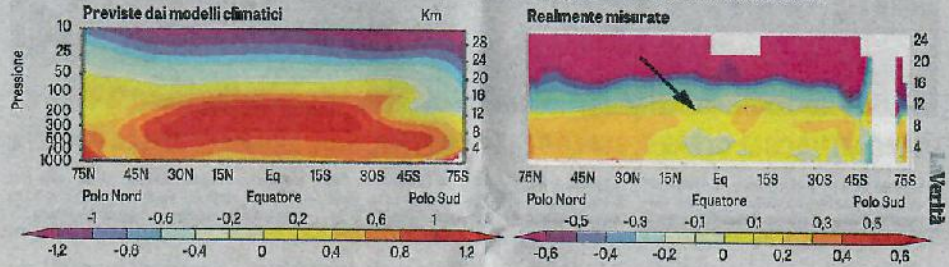 Previste dai modelli climatici
Km
Pressione
10
25
50
100
200
300
500
700
1000
28
24
20
16
12
8
4
75N 45N 30N 15N Eq 15S 30S 45S 75S
Polo Nord Equatore Polo Sud
-1 -0.6 -0,2 0,2 0,6 1
-1,2 -0,8 -0,4 0 0,4 0,8 1,2
Realmente misurate
24
20
16
12
8
4
75N 45N 30N 15N Eq 15S 30S 45S 75S
Polo Nord Equatore Polo Sud
-0,5 -0,3 -0,1 0,1 0,3 0,5
-0,6 -0,4 -0,2 0 0,2 0,4 0,6
LaVerità